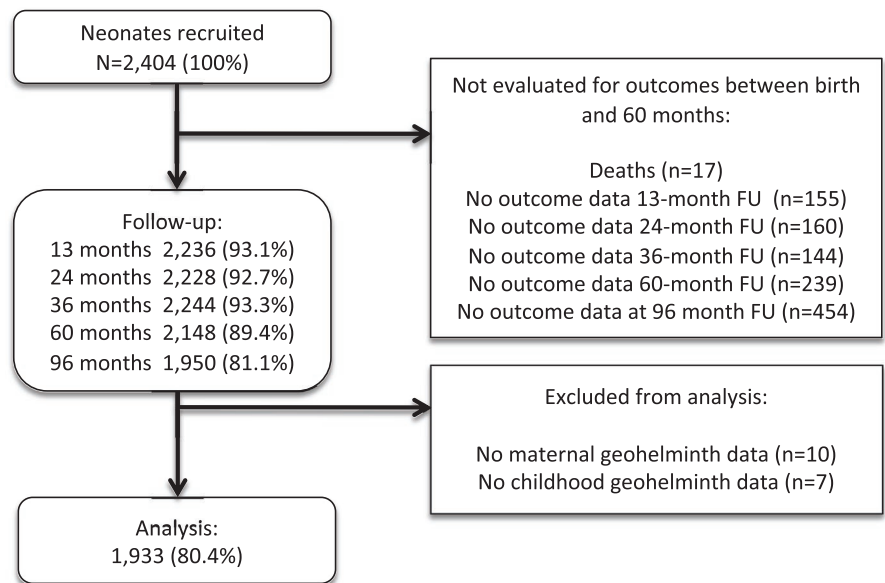 Neonates recruited
N=2,404 (100%)
Not evaluated for outcomes between birth
and 60 months:
Deaths (n=17)
No outcome data 13-month FU (n=155)
No outcome data 24-month FU (n=160)
No outcome data 36-month FU (n=144)
No outcome data 60-month FU (n=239)
No outcome data at 96 month FU (n=454)
Follow-up:
13 months 2,236 (93.1%)
24 months 2,228 (92.7%)
36 months 2,244 (93.3%)
60 months 2,148 (89.4%)
96 months 1,950 (81.1%)
Excluded from analysis:
No maternal geohelminth data (n=10)
No childhood geohelminth data (n=7)
Analysis:
1,933 (80.4%)